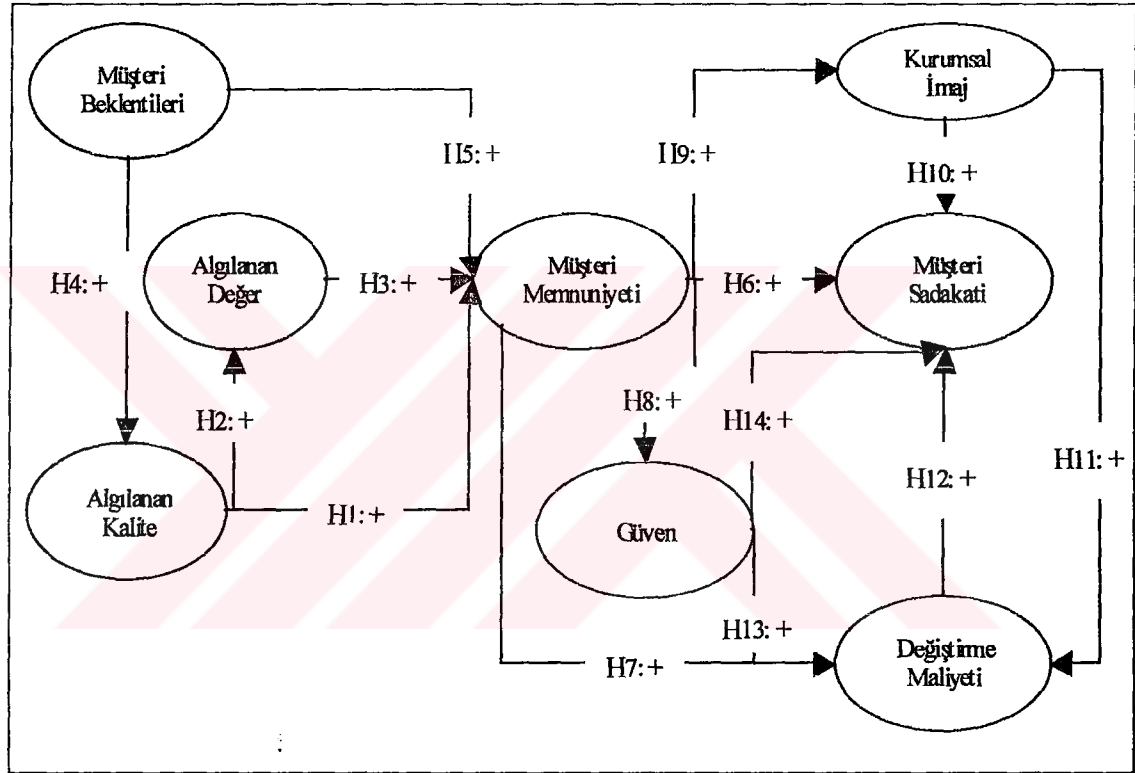 Müşteri
Beklentileri
Kurumsal
İmaj
H5: +
H9: +
H10: +
H4: +
Algılanan
Değer
H3: +
Müşteri
Memnuniyeti
H6: +
Müşteri
Sadakati
H2: +
H8: +
H14: +
H11: +
H12: +
Algılanan
Kalite
H1: +
Güven
H13: +
H7: +
Değiştirme
Maliyeti